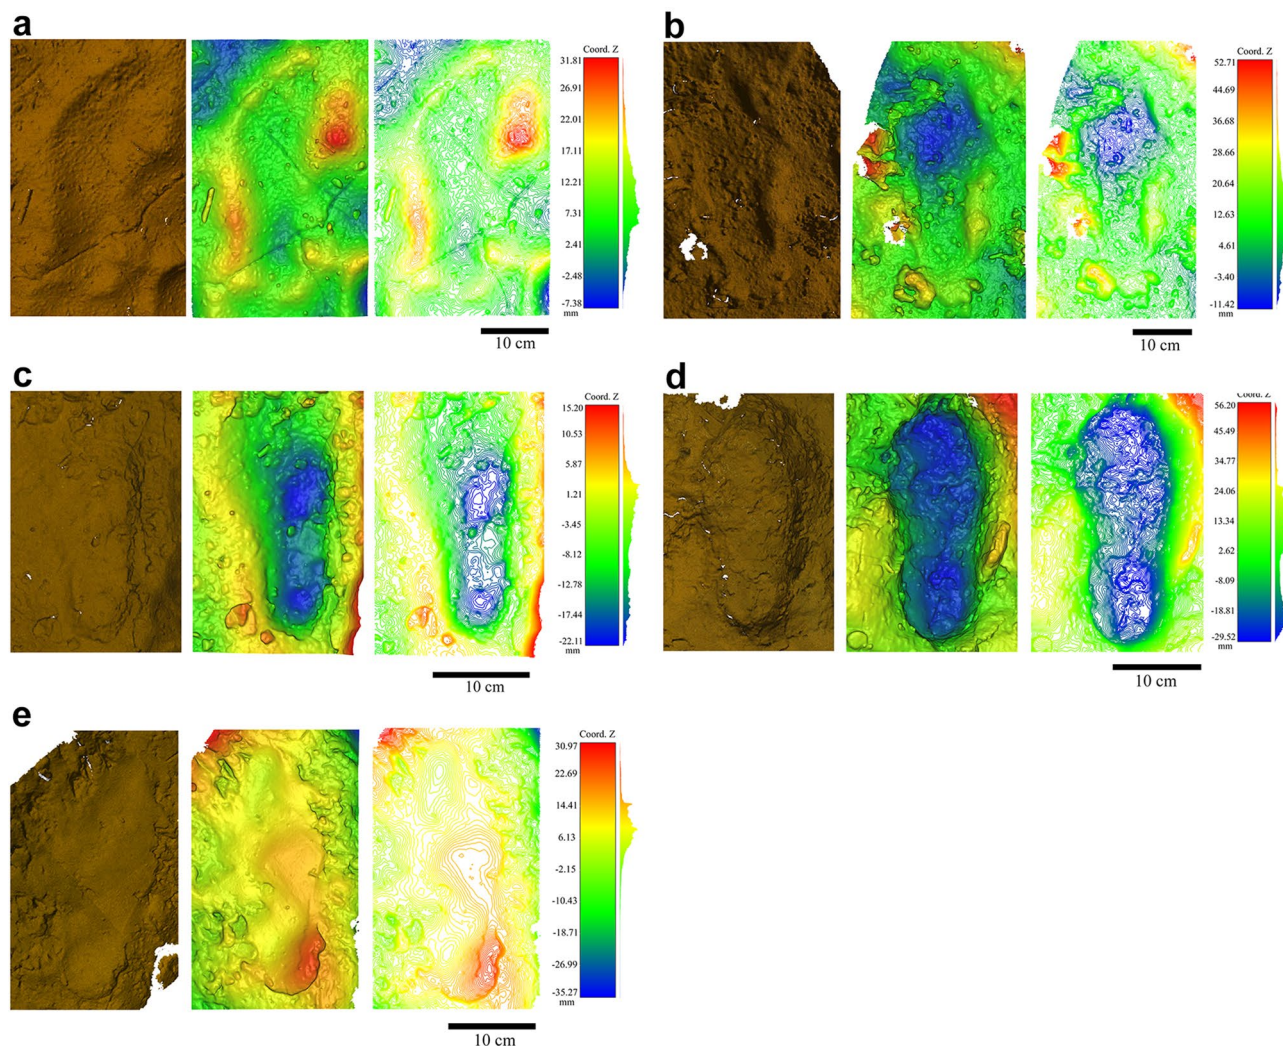 a
Coord. Z
31.81
26.91
22.01
17.11
12.21
7.31
2.41
-2.48
-7.38
mm
10 cm
b
Coord. Z
52.71
44.69
36.68
28.66
20.64
12.63
4.61
-3.40
-11.42
mm
10 cm
c
Coord. Z
15.20
10.53
5.87
1.21
-3.45
-8.12
-12.78
-17.44
-22.11
mm
10 cm
d
Coord. Z
56.20
45.49
34.77
24.06
13.34
2.62
-8.09
-18.81
-29.52
mm
10 cm
e
Coord. Z
30.97
22.69
14.41
6.13
-2.15
-10.43
-18.71
-26.99
-35.27
mm
10 cm